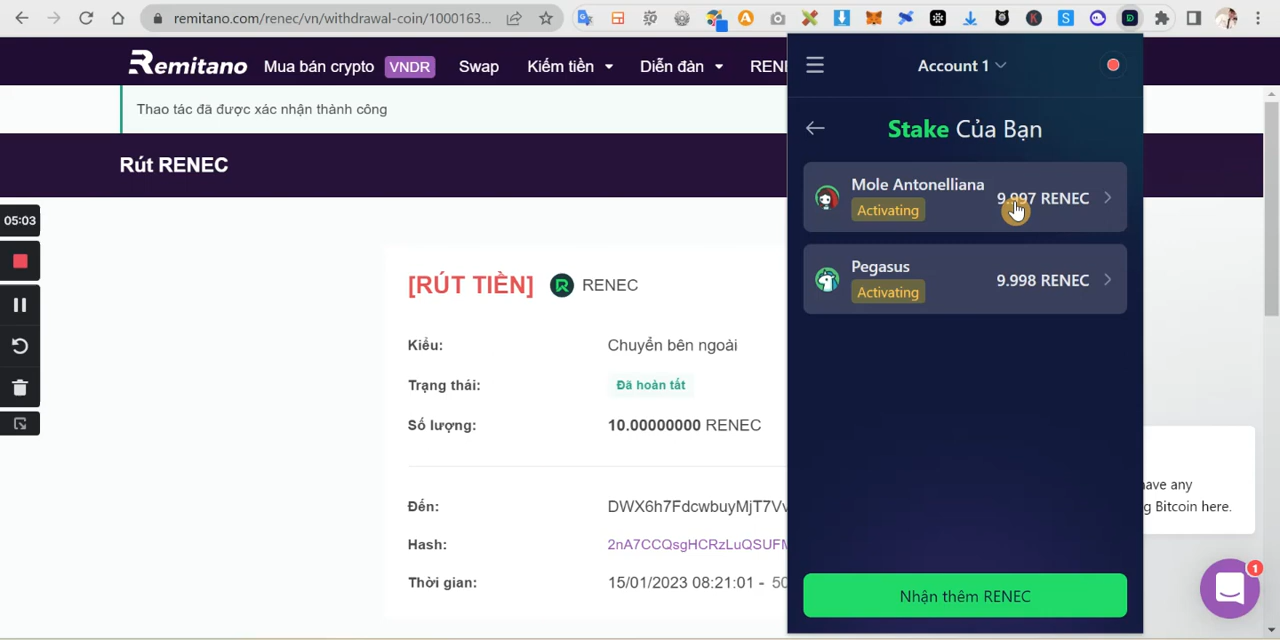 remitano.com/renec/vn/withdrawal-coin/1000163...
Remitano
Mua bán crypto VNDR Swap Kiếm tiền Diễn đàn
Thao tác đã được xác nhận thành công
Rút RENEC
05:03
[RÚT TIỀN] RENEC
Kiểu: Chuyển bên ngoài
Trạng thái: Đã hoàn tất
Số lượng: 10.00000000 RENEC
Đến:
Hash:
Thời gian: 15/01/2023 08:21:01 -
Account 1
Stake Của Bạn
Mole Antonelliana
Activating
9.997 RENEC
Pegasus
Activating
9.998 RENEC
Nhận thêm RENEC
have any
Bitcoin here.
1